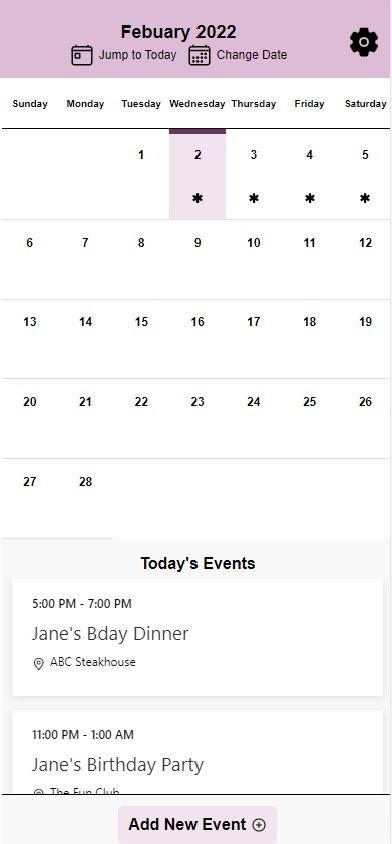 Febuary 2022
Jump to Today Change Date
Sunday Monday Tuesday Wednesday Thursday Friday Saturday
1 2 3 4 5
* * * *
6 7 8 9 10 11 12
13 14 15 16 17 18 19
20 21 22 23 24 25 26
27 28
Today's Events
5:00 PM - 7:00 PM
Jane's Bday Dinner
ABC Steakhouse
11:00 PM - 1:00 AM
Jane's Birthday Party
The Fun Club
Add New Event